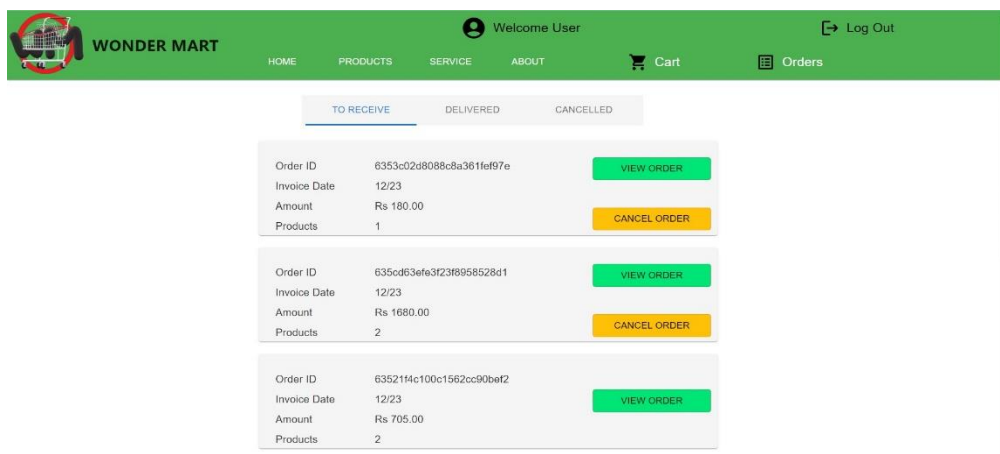 Welcome User
Log Out
WONDER MART
HOME PRODUCTS SERVICE ABOUT Cart Orders
TO RECEIVE DELIVERED CANCELLED
Order ID 6353c02d8088c8a361fef97e VIEW ORDER
Invoice Date 12/23
Amount Rs 180.00 CANCEL ORDER
Products 1
Order ID 635cd63efe3f23f8958528d1 VIEW ORDER
Invoice Date 12/23
Amount Rs 1680.00 CANCEL ORDER
Products 2
Order ID 63521f4c100c1562cc90bef2
Invoice Date 12/23 VIEW ORDER
Amount Rs 705.00
Products 2